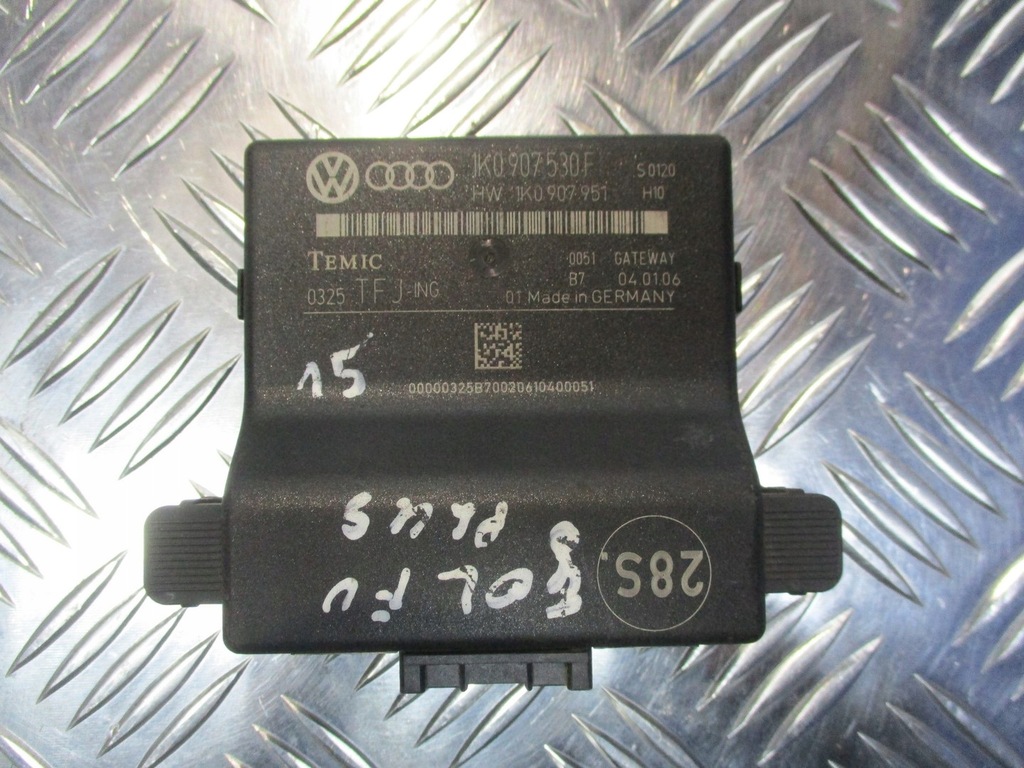 1K0 907 530 F S0120
HW 1K0 907 951 H10
TEMIC 0051 GATEWAY
B7 04.01.06
0325 TFJ-ING 01 Made in GERMANY
15
00000325B70020610400051
PLUS
GOLF V
28S.